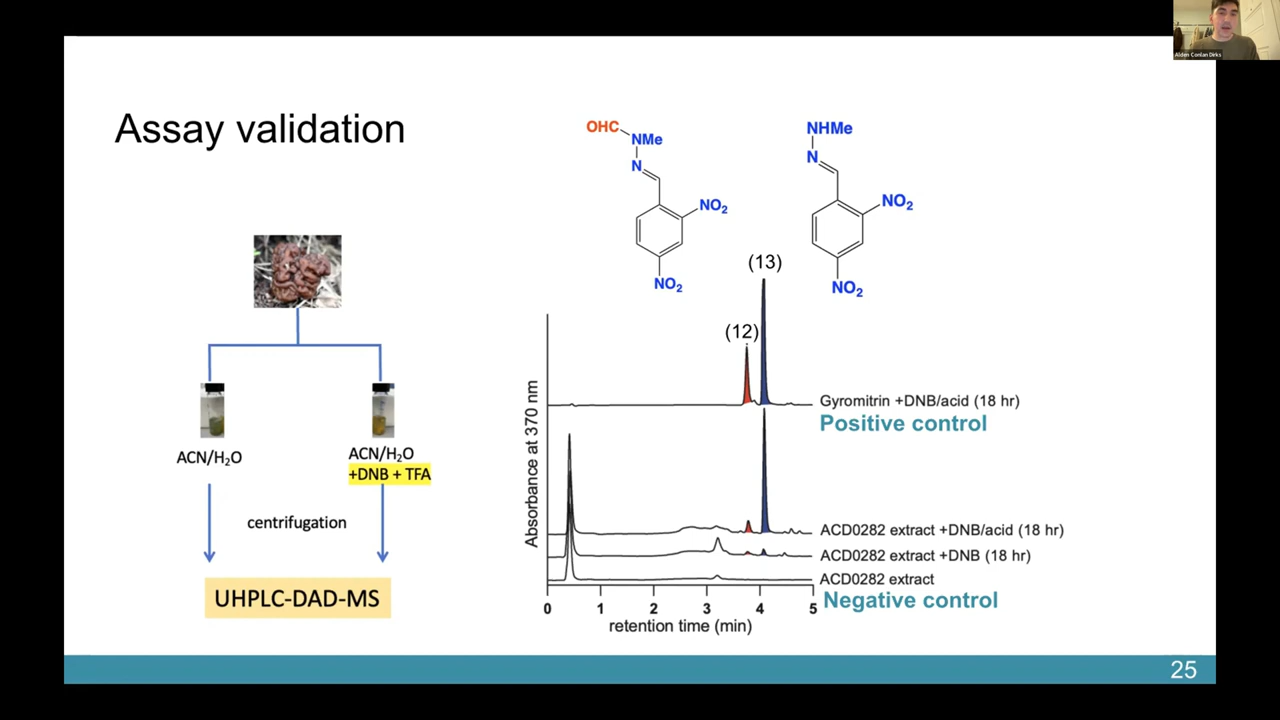 Alden Conlan Dirks
Assay validation
OHC
NMe
N
NO₂
NO₂
NHMe
N
NO₂
NO₂
ACN/H₂O
ACN/H₂O
+DNB + TFA
centrifugation
UHPLC-DAD-MS
(12)
(13)
Absorbance at 370 nm
Gyromitrin +DNB/acid (18 hr)
Positive control
ACD0282 extract +DNB/acid (18 hr)
ACD0282 extract +DNB (18 hr)
ACD0282 extract
Negative control
0 1 2 3 4 5
retention time (min)
25